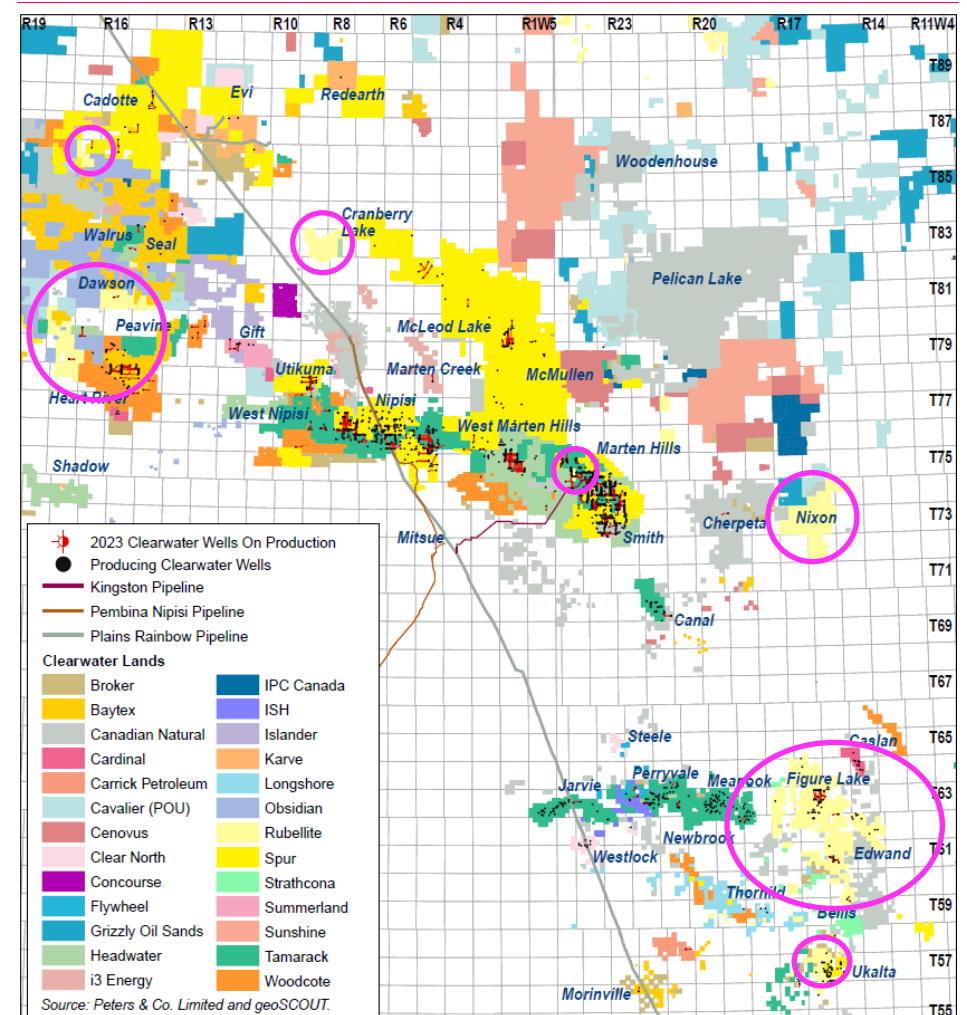 R19 R16 R13 R10 R8 R6 R4 R1W5 R23 R20 R17 R14 R11W4
T89
Evi
Redearth
Cadotte
T87
Woodenhouse
T85
Cranberry
Lake
Walrus
Seal
T83
Pelican Lake
Dawson
T81
Peavine
Gift
McLeod Lake
T79
Utikuma
Marten Creek
McMullen
Heart River
Nipisi
T77
West Nipisi
West Marten Hills
Marten Hills
T75
Shadow
Mitsue
Smith
Cherpeta
Nixon
T73
T71
Canal
T69
T67
T65
Steele
Caslan
Jarvie
Perryvale
Mearook
Figure Lake
T63
Newbrook
Westlock
Edwand
T61
Thorhild
Bellis
T59
T57
Ukalta
Morinville
T55
2023 Clearwater Wells On Production
Producing Clearwater Wells
Kingston Pipeline
Pembina Nipisi Pipeline
Plains Rainbow Pipeline
Clearwater Lands
Broker
Baytex
Canadian Natural
Cardinal
Carrick Petroleum
Cavalier (POU)
Cenovus
Clear North
Concourse
Flywheel
Grizzly Oil Sands
Headwater
i3 Energy
IPC Canada
ISH
Islander
Karve
Longshore
Obsidian
Rubellite
Spur
Strathcona
Summerland
Sunshine
Tamarack
Woodcote
Source: Peters & Co. Limited and geoSCOUT.